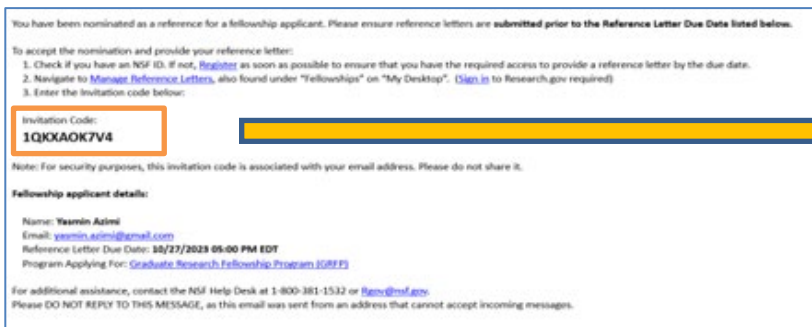 You have been nominated as a reference for a fellowship applicant. Please ensure reference letters are submitted prior to the Reference Letter Due Date listed below.
To accept the nomination and provide your reference letter:
1. Check if you have an NSF ID. If not, Register as soon as possible to ensure that you have the required access to provide a reference letter by the due date.
2. Navigate to Manage Reference Letters, also found under "Fellowships" on "My Desktop". (Sign in to Research.gov required)
3. Enter the Invitation code below:
Invitation Code:
1QKXAOK7V4
Note: For security purposes, this invitation code is associated with your email address. Please do not share it.
Fellowship applicant details:
Name: Yasmin Azimi
Email: yasmin.azimi@gmail.com
Reference Letter Due Date: 10/27/2023 05:00 PM EDT
Program Applying For: Graduate Research Fellowship Program (GRFP)
For additional assistance, contact the NSF Help Desk at 1-800-381-1532 or Rgov@nsf.gov.
Please DO NOT REPLY TO THIS MESSAGE, as this email was sent from an address that cannot accept incoming messages.